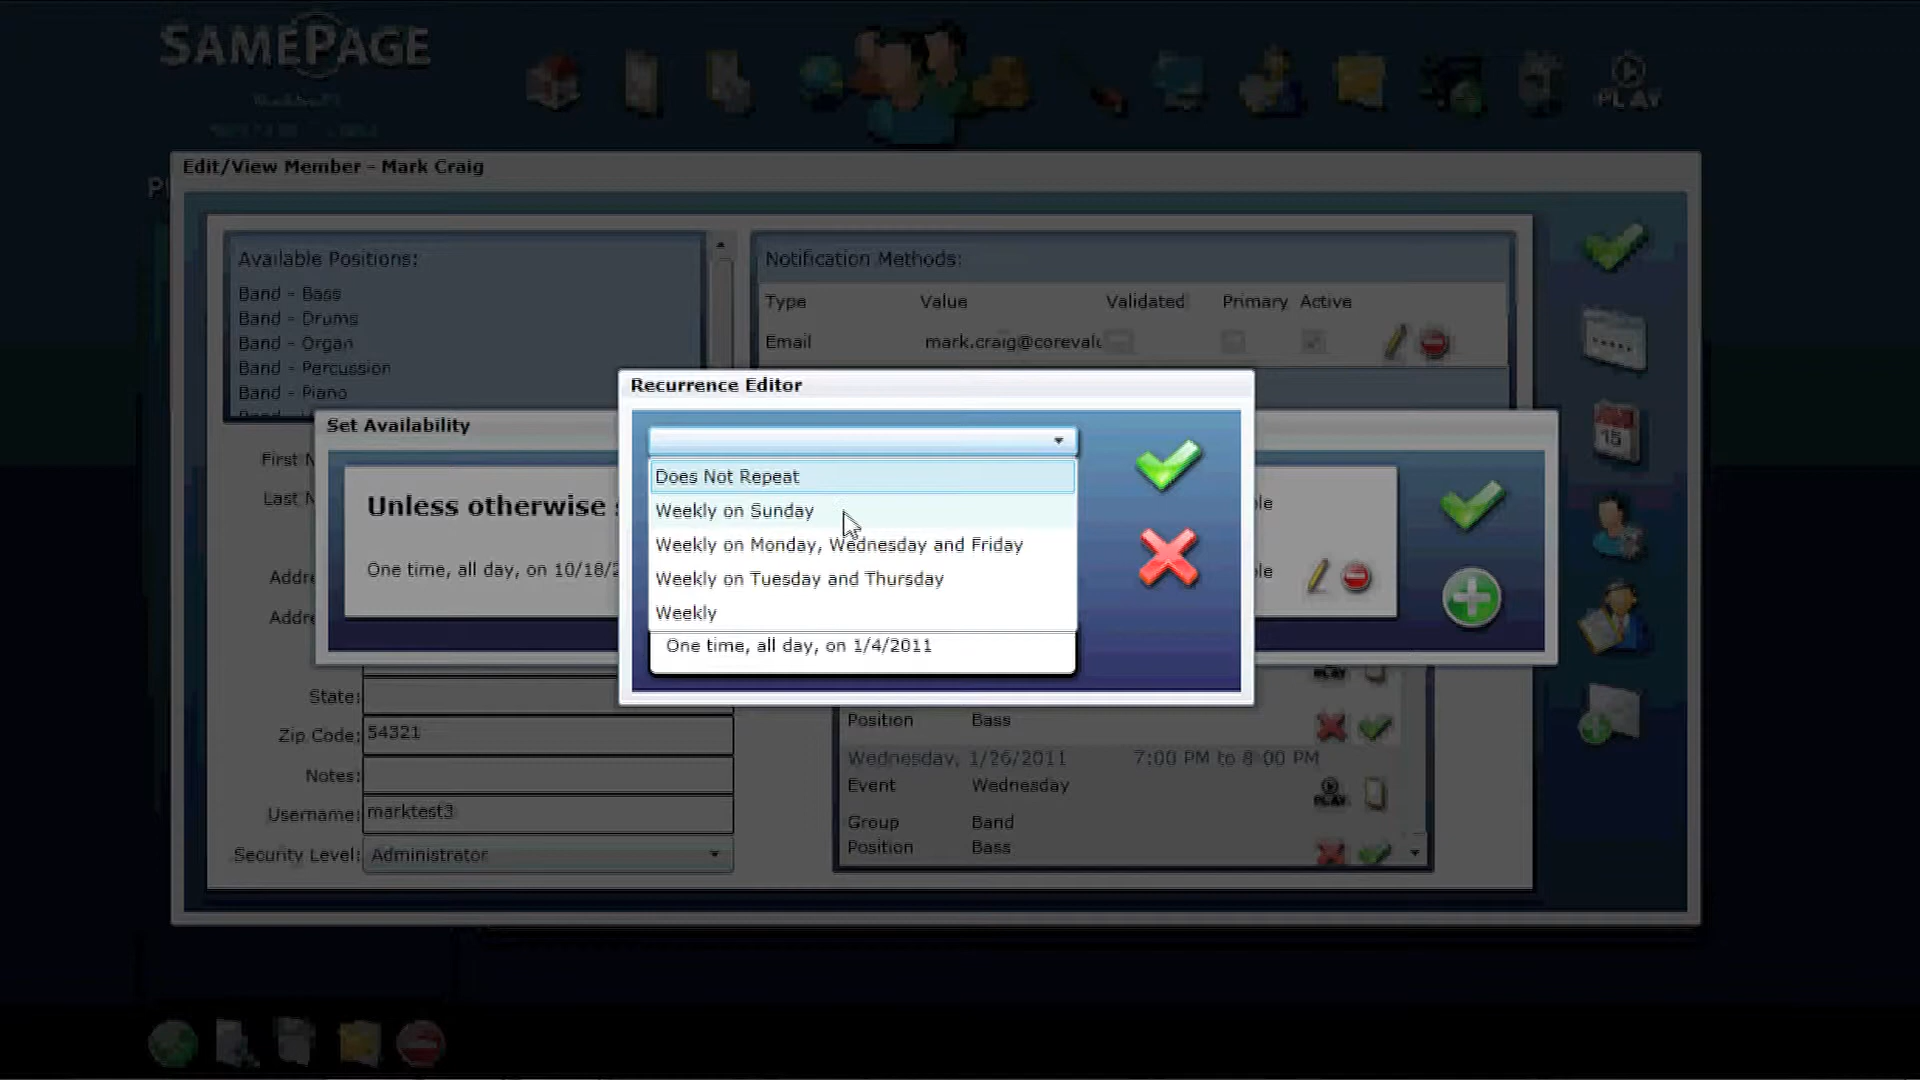 SAMEPAGE
PLAY
Edit/View Member - Mark Craig
Available Positions:
Band - Bass
Band - Drums
Band - Organ
Band - Percussion
Band - Piano
Notification Methods:
Type Value Validated Primary Active
Email mark.craig@corevalu
Recurrence Editor
Does Not Repeat
Weekly on Sunday
Weekly on Monday, Wednesday and Friday
Weekly on Tuesday and Thursday
Weekly
One time, all day, on 1/4/2011
Set Availability
Unless otherwise
One time, all day, on 10/18/2
ble
ble
15
First N
Last N
Addre
Addre
State:
Zip Code: 54321
Notes:
Username: marktest3
Security Level: Administrator
PLAY
Position Bass
Wednesday, 1/26/2011 7:00 PM to 8:00 PM
Event Wednesday
PLAY
Group Band
Position Bass